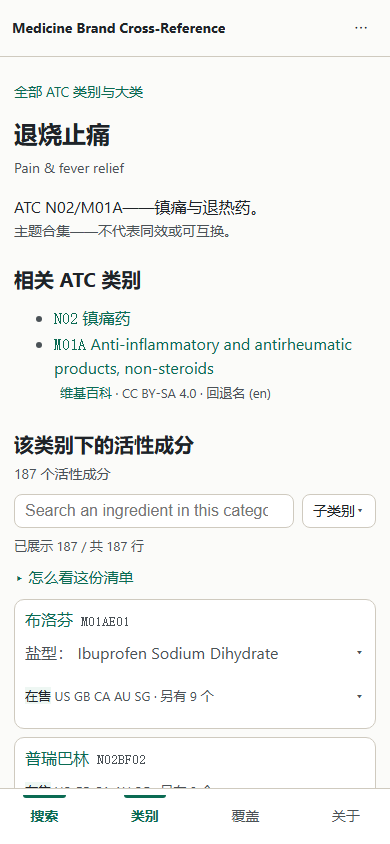 Medicine Brand Cross-Reference
···
全部 ATC 类别与大类
退烧止痛
Pain & fever relief
ATC N02/M01A——镇痛与退热药。
主题合集——不代表同效或可互换。
相关 ATC 类别
N02 镇痛药
M01A Anti-inflammatory and antirheumatic
products, non-steroids
维基百科 · CC BY-SA 4.0 · 回退名 (en)
该类别下的活性成分
187 个活性成分
Search an ingredient in this catego
子类别
已展示 187 / 共 187 行
怎么看这份清单
布洛芬 M01AE01
盐型： Ibuprofen Sodium Dihydrate
在售 US GB CA AU SG · 另有 9 个
普瑞巴林 N02BF02
搜索 类别 覆盖 关于